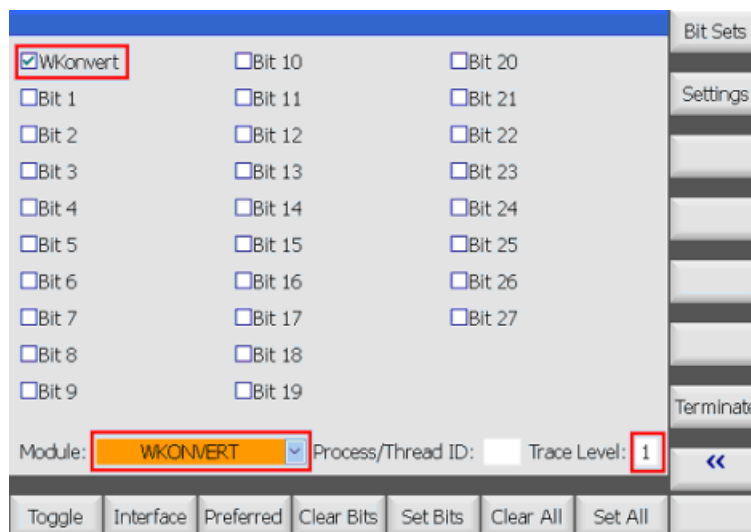 Bit Sets
WKonvert Bit 10 Bit 20
Bit 1 Bit 11 Bit 21 Settings
Bit 2 Bit 12 Bit 22
Bit 3 Bit 13 Bit 23
Bit 4 Bit 14 Bit 24
Bit 5 Bit 15 Bit 25
Bit 6 Bit 16 Bit 26
Bit 7 Bit 17 Bit 27
Bit 8 Bit 18
Bit 9 Bit 19
Terminate
Module: WKONVERT Process/Thread ID: Trace Level: 1 <<
Toggle Interface Preferred Clear Bits Set Bits Clear All Set All